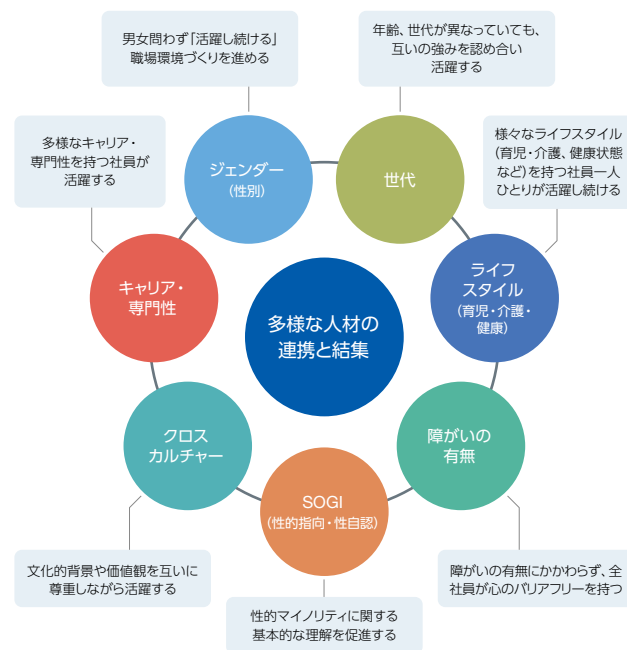 男女問わず「活躍し続ける」
職場環境づくりを進める
年齢、世代が異なっていても、
互いの強みを認め合い
活躍する
多様なキャリア・
専門性を持つ社員が
活躍する
様々なライフスタイル
(育児・介護、健康状態
など)を持つ社員一人
ひとりが活躍し続ける
ジェンダー
(性別)
世代
キャリア・
専門性
ライフ
スタイル
(育児・介護・
健康)
多様な人材の
連携と結集
クロス
カルチャー
障がいの
有無
SOGI
(性的指向・性自認)
文化的背景や価値観を互いに
尊重しながら活躍する
障がいの有無にかかわらず、全
社員が心のバリアフリーを持つ
性的マイノリティに関する
基本的な理解を促進する